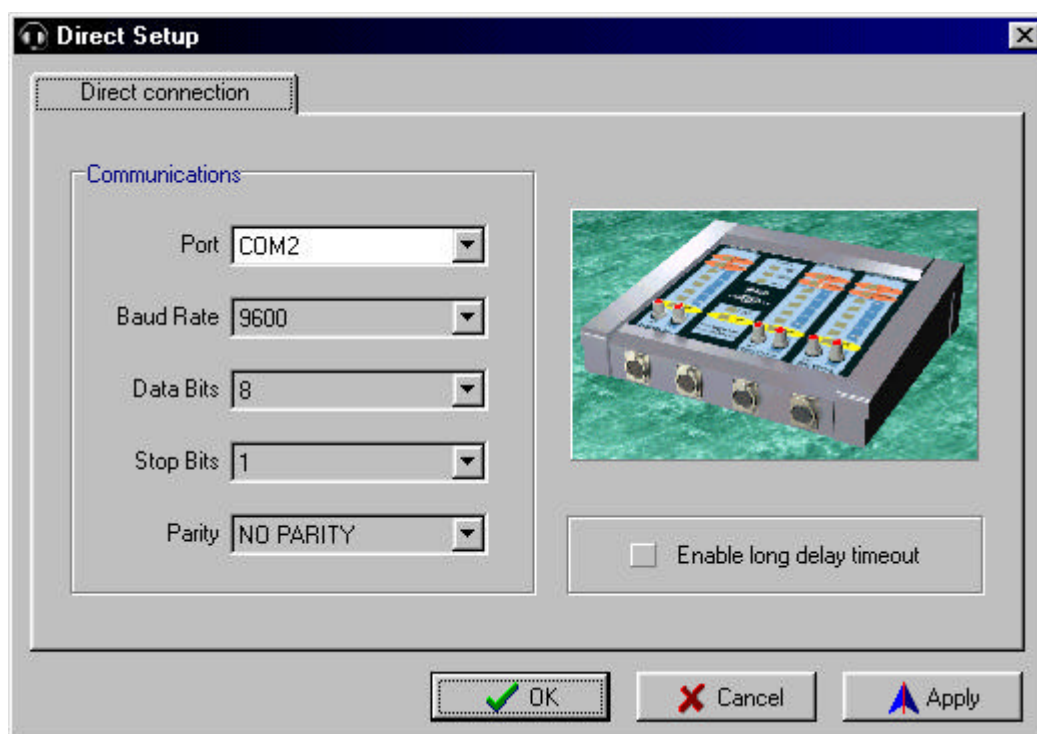 Direct Setup
Direct connection
Communications
Port COM2
Baud Rate 9600
Data Bits 8
Stop Bits 1
Parity NO PARITY
Enable long delay timeout
OK Cancel Apply